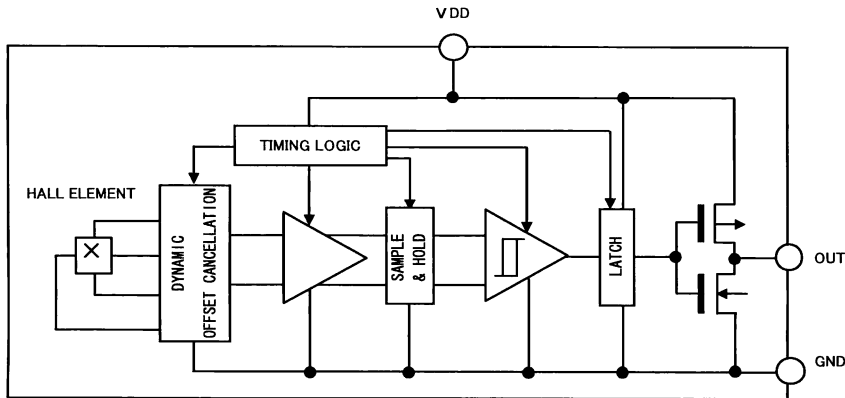 VDD
TIMING LOGIC
HALL ELEMENT
DYNAMIC
OFFSET CANCELLATION
SAMPLE
& HOLD
LATCH
OUT
GND